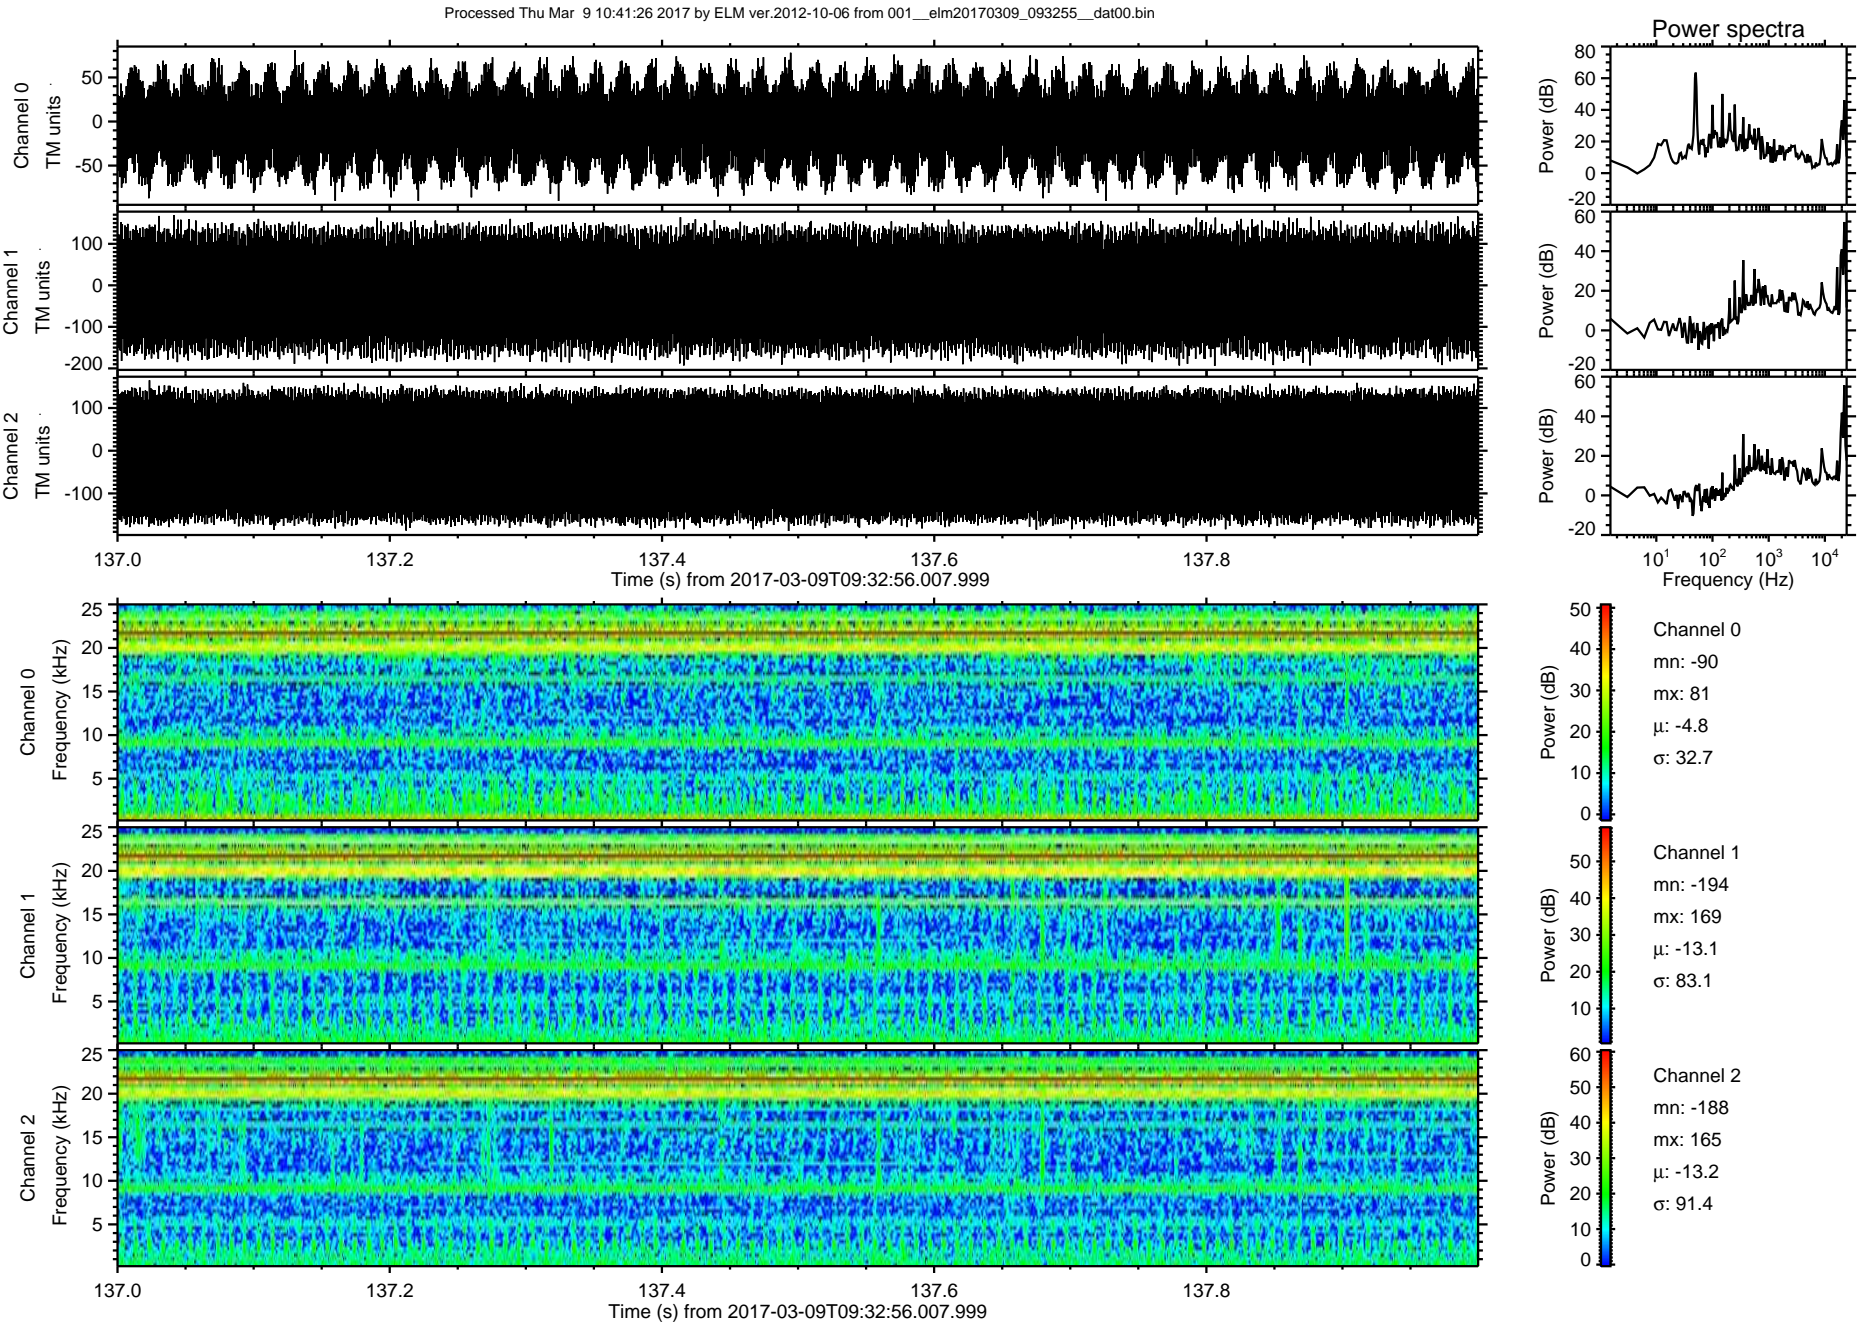 Processed Thu Mar  9 10:41:26 2017 by ELM ver.2012-10-06 from 001__elm20170309_093255__dat00.bin
Power spectra
Channel 0
TM units
50
0
-50
Power (dB)
80
60
40
20
0
-20
Channel 1
TM units
100
0
-100
-200
Power (dB)
60
40
20
0
-20
Channel 2
TM units
100
0
-100
Power (dB)
60
40
20
0
-20
137.0 137.2 137.4 137.6 137.8
Time (s) from 2017-03-09T09:32:56.007.999
10^1 10^2 10^3 10^4
Frequency (Hz)
Channel 0
Frequency (kHz)
25
20
15
10
5
Power (dB)
50
40
30
20
10
0
Channel 0
mn: -90
mx: 81
μ: -4.8
σ: 32.7
Channel 1
Frequency (kHz)
25
20
15
10
5
Power (dB)
50
40
30
20
10
Channel 1
mn: -194
mx: 169
μ: -13.1
σ: 83.1
Channel 2
Frequency (kHz)
25
20
15
10
5
Power (dB)
60
50
40
30
20
10
0
Channel 2
mn: -188
mx: 165
μ: -13.2
σ: 91.4
137.0 137.2 137.4 137.6 137.8
Time (s) from 2017-03-09T09:32:56.007.999